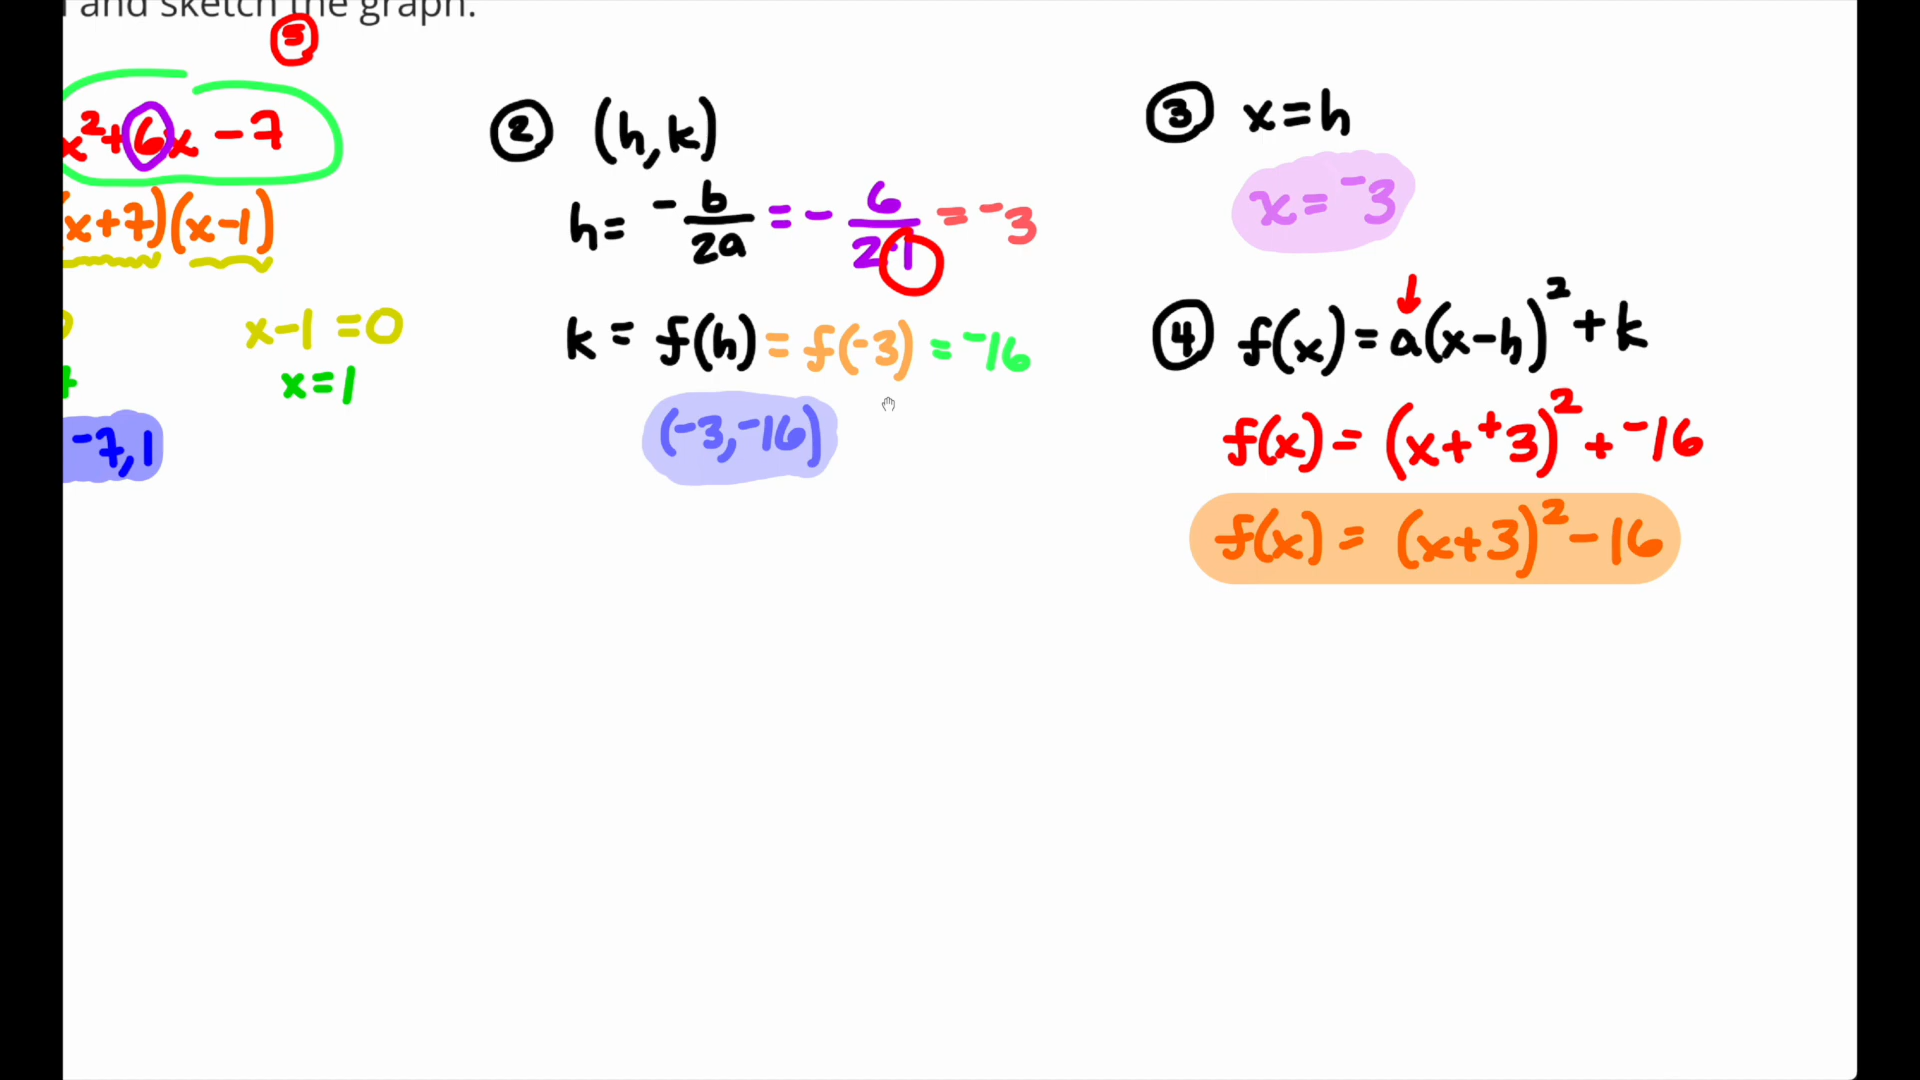 and sketch the graph.
⑤
x²+6x-7
(x+7)(x-1)
x-1=0
x=1
-7,1
② (h,k)
h= -b/2a = - 6/2·1 = -3
k = f(h) = f(-3) = -16
(-3,-16)
③ x=h
x=-3
④ f(x)=a(x-h)²+k
f(x)= (x++3)²+-16
f(x)= (x+3)²-16